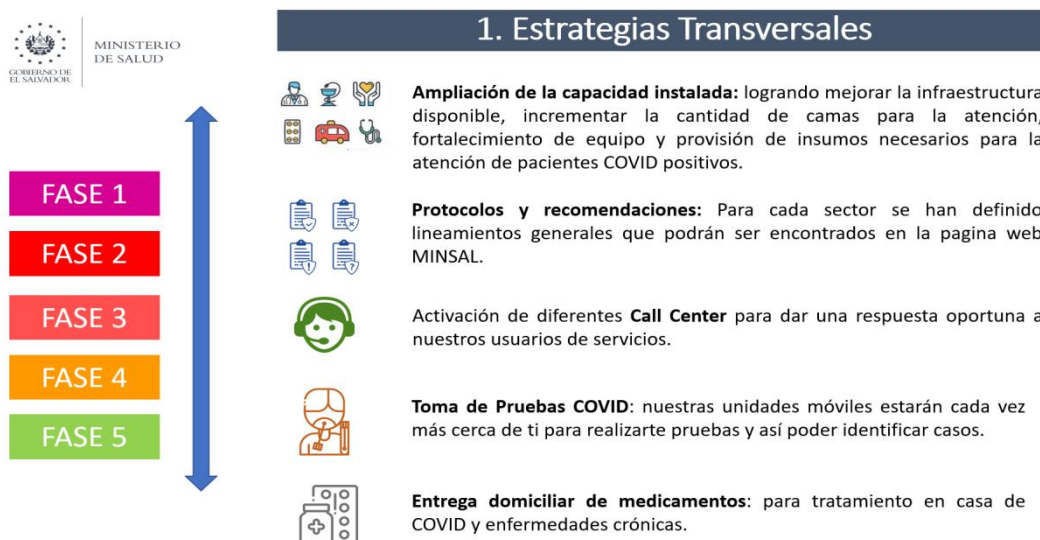 GOBIERNO DE
EL SALVADOR
MINISTERIO
DE SALUD
1. Estrategias Transversales
FASE 1
FASE 2
FASE 3
FASE 4
FASE 5
Ampliación de la capacidad instalada: logrando mejorar la infraestructura
disponible, incrementar la cantidad de camas para la atención,
fortalecimiento de equipo y provisión de insumos necesarios para la
atención de pacientes COVID positivos.
Protocolos y recomendaciones: Para cada sector se han definido
lineamientos generales que podrán ser encontrados en la pagina web
MINSAL.
Activación de diferentes Call Center para dar una respuesta oportuna a
nuestros usuarios de servicios.
Toma de Pruebas COVID: nuestras unidades móviles estarán cada vez
más cerca de ti para realizarte pruebas y así poder identificar casos.
Entrega domiciliar de medicamentos: para tratamiento en casa de
COVID y enfermedades crónicas.